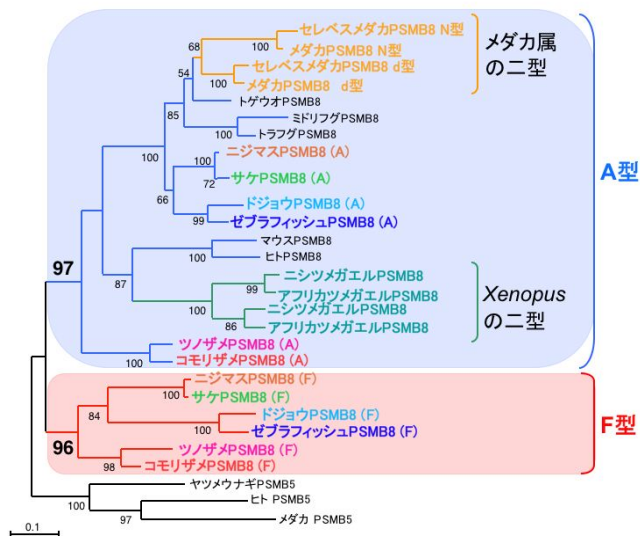 セレベスメダカPSMB8 N型
メダカPSMB8 N型
セレベスメダカPSMB8 d型
メダカPSMB8 d型
メダカ属
の二型
68
100
54
100
トゲウオPSMB8
85
ミドリフグPSMB8
100
トラフグPSMB8
100
ニジマスPSMB8 (A)
100
72
サケPSMB8 (A)
66
ドジョウPSMB8 (A)
99
ゼブラフィッシュPSMB8 (A)
A型
マウスPSMB8
100
ヒトPSMB8
97
87
ニシツメガエルPSMB8
99
アフリカツメガエルPSMB8
100
ニシツメガエルPSMB8
86
アフリカツメガエルPSMB8
Xenopus
の二型
ツノザメPSMB8 (A)
100
コモリザメPSMB8 (A)
ニジマスPSMB8 (F)
100
サケPSMB8 (F)
84
ドジョウPSMB8 (F)
100
ゼブラフィッシュPSMB8 (F)
F型
96
ツノザメPSMB8 (F)
98
コモリザメPSMB8 (F)
ヤツメウナギPSMB5
100
ヒト PSMB5
97
メダカ PSMB5
0.1